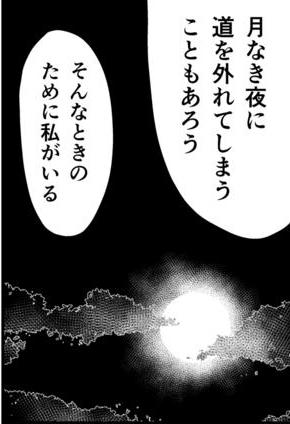 月なき夜に
道を外れてしまう
こともあろう
そんなときの
ために私がいる